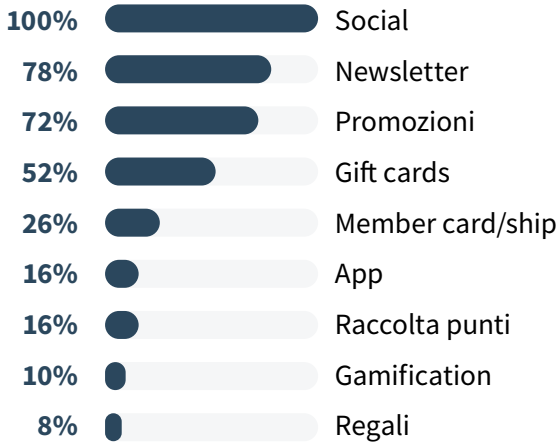 100% Social
78% Newsletter
72% Promozioni
52% Gift cards
26% Member card/ship
16% App
16% Raccolta punti
10% Gamification
8% Regali